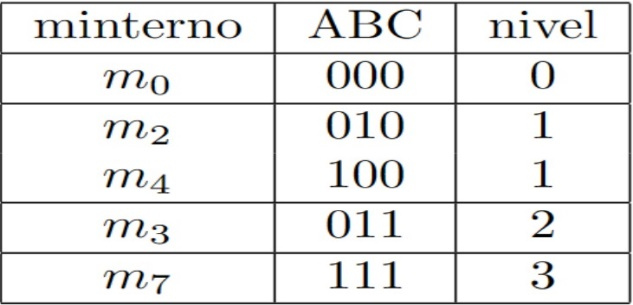 minterno ABC nivel
m0 000 0
m2 010 1
m4 100 1
m3 011 2
m7 111 3